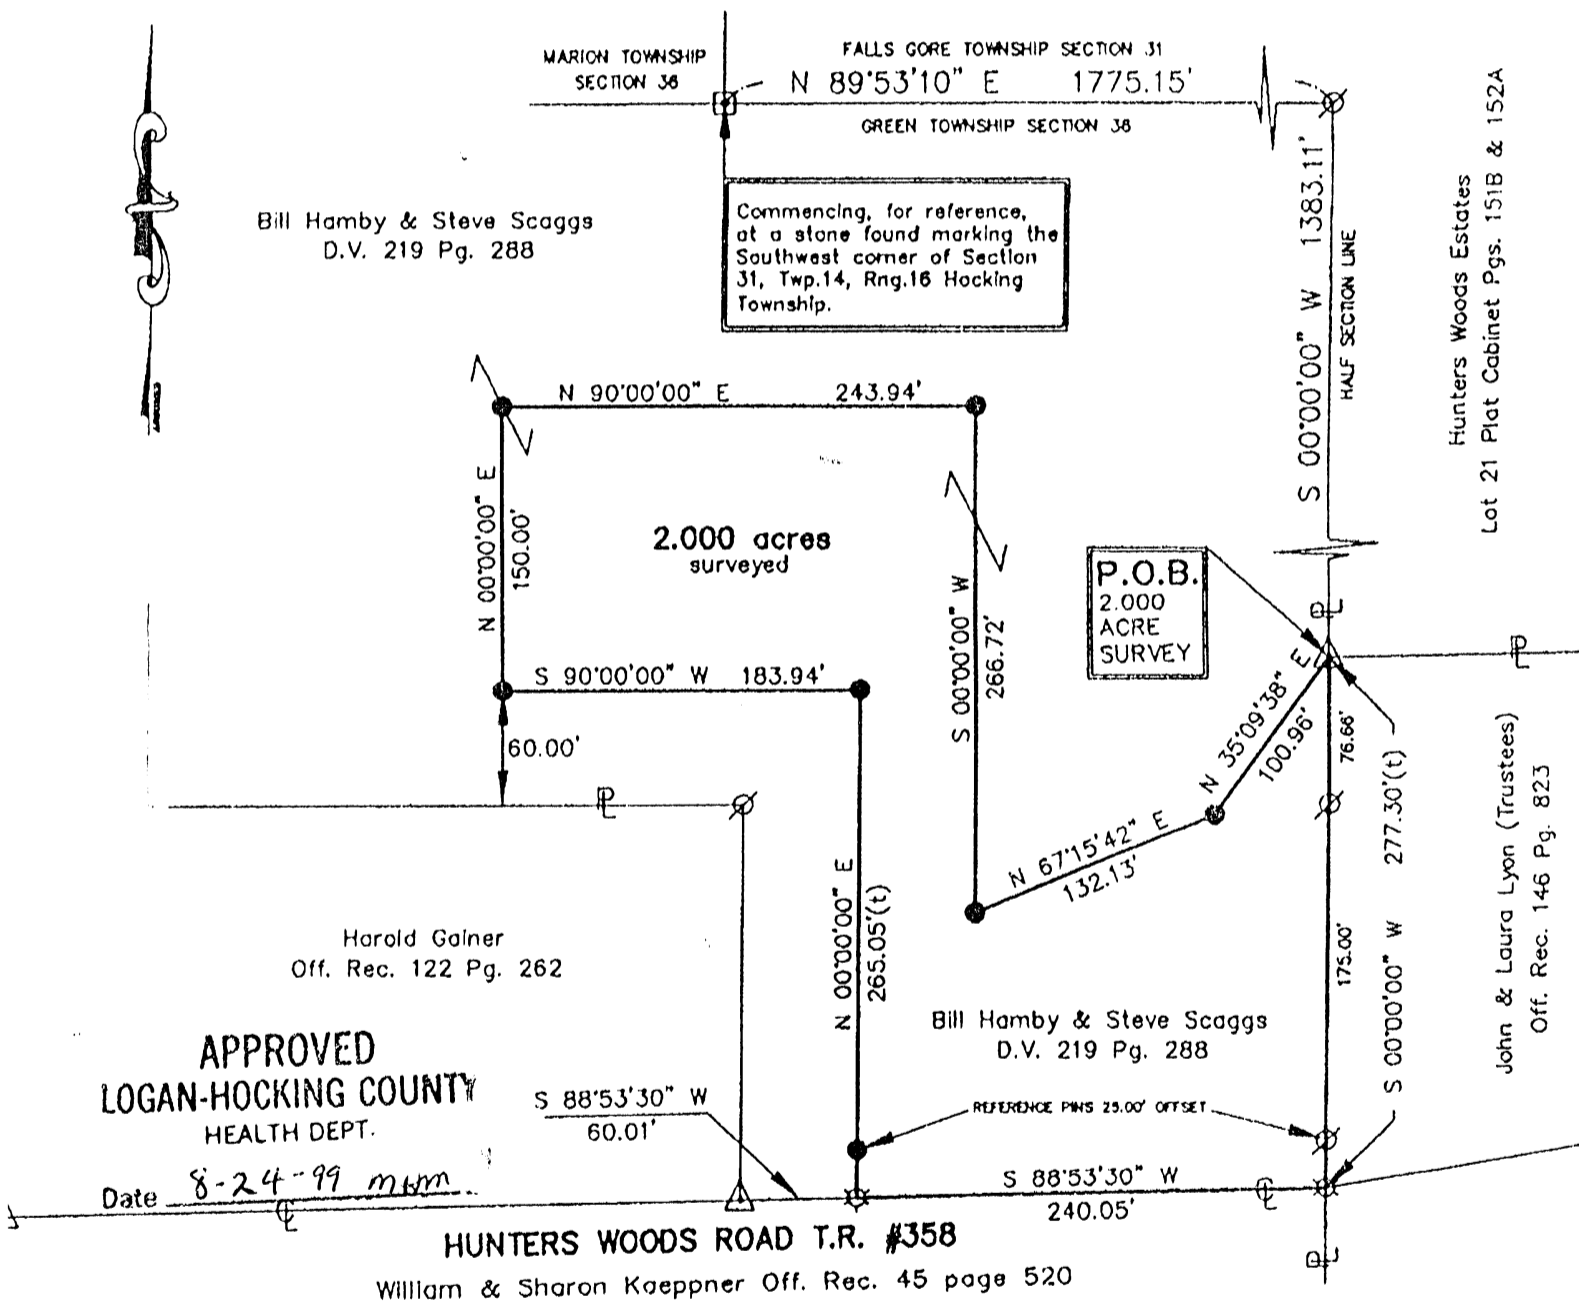 MARION TOWNSHIP
SECTION 36
FALLS GORE TOWNSHIP SECTION 31
N 89°53'10" E 1775.15'
GREEN TOWNSHIP SECTION 36
Bill Hamby & Steve Scaggs
D.V. 219 Pg. 288
Commencing, for reference,
at a stone found marking the
Southwest corner of Section
31, Twp.14, Rng.16 Hocking
Township.
S 00°00'00" W 1383.11'
HALF SECTION LINE
Hunters Woods Estates
Lot 21 Plat Cabinet Pgs. 151B & 152A
N 90°00'00" E 243.94'
N 00°00'00" E
150.00'
2.000 acres
surveyed
S 00°00'00" W
266.72'
P.O.B.
2.000
ACRE
SURVEY
S 90°00'00" W 183.94'
60.00'
N 35°09'38" E
100.96'
76.66'
N 67°15'42" E
132.13'
N 00°00'00" E
265.05'(t)
175.00'
S 00°00'00" W 277.30'(t)
John & Laura Lyon (Trustees)
Off. Rec. 146 Pg. 823
Harold Gainer
Off. Rec. 122 Pg. 262
Bill Hamby & Steve Scaggs
D.V. 219 Pg. 288
APPROVED
LOGAN-HOCKING COUNTY
HEALTH DEPT.
Date 8-24-99
S 88°53'30" W
60.01'
REFERENCE PINS 25.00' OFFSET
S 88°53'30" W
240.05'
HUNTERS WOODS ROAD T.R. #358
William & Sharon Kaeppner Off. Rec. 45 page 520